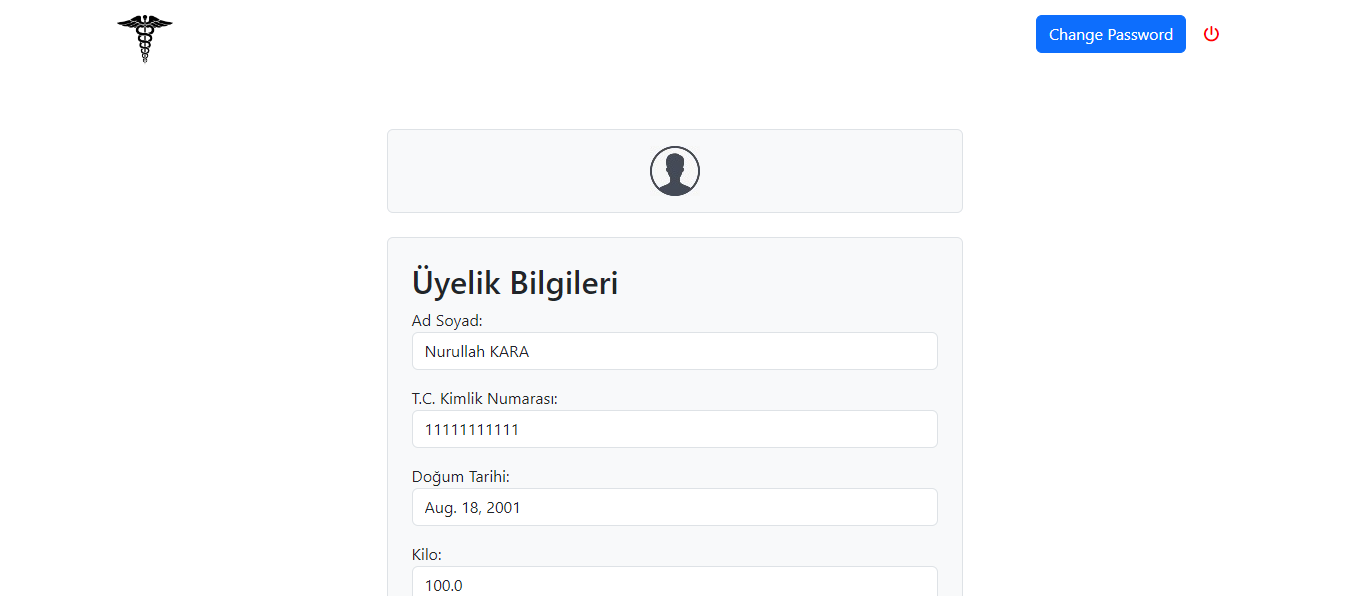 Change Password
Üyelik Bilgileri
Ad Soyad:
Nurullah KARA
T.C. Kimlik Numarası:
11111111111
Doğum Tarihi:
Aug. 18, 2001
Kilo:
100.0